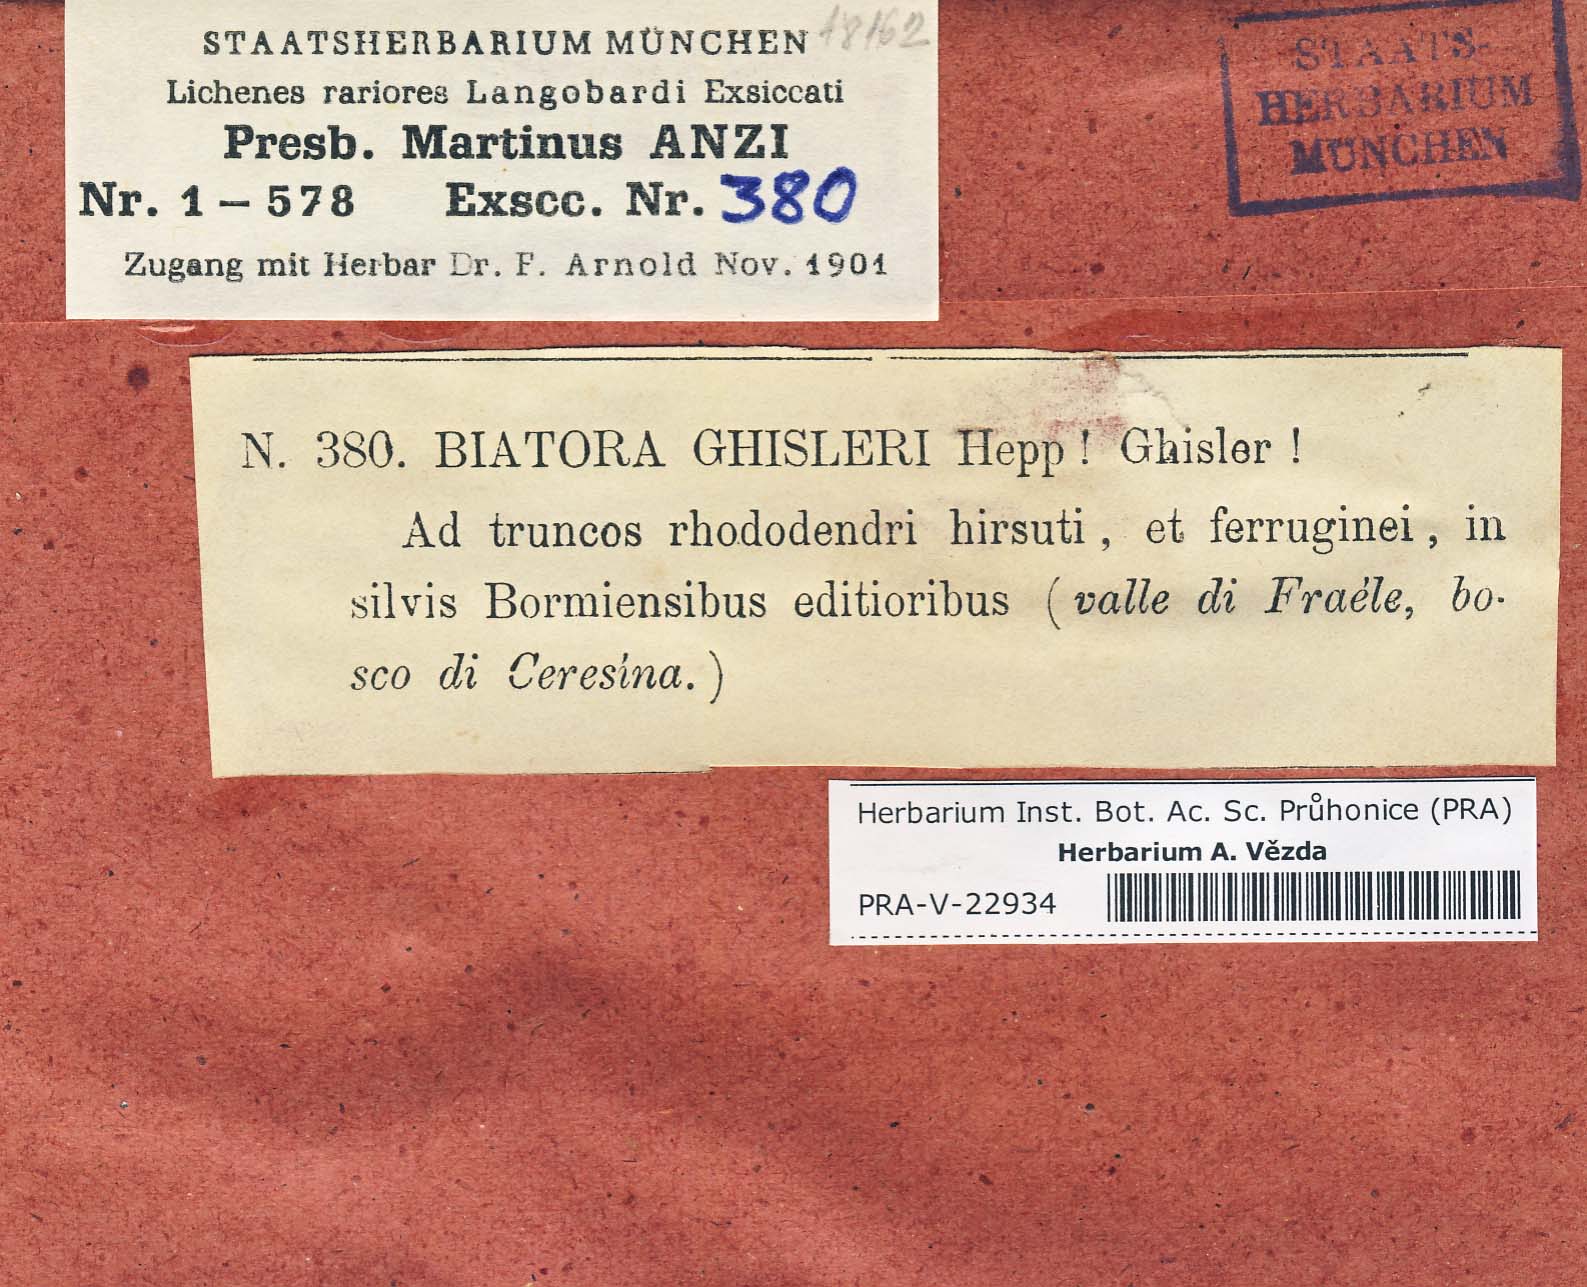 STAATSHERBARIUM MÜNCHEN 18162
Lichenes rariores Langobardi Exsiccati
Presb. Martinus ANZI
Nr. 1 – 578 Exscc. Nr. 380
Zugang mit Herbar Dr. F. Arnold Nov. 1901
STAATS-
HERBARIUM
MÜNCHEN
N. 380. BIATORA GHISLERI Hepp ! Ghisler !
Ad truncos rhododendri hirsuti, et ferruginei, in
silvis Bormiensibus editioribus (valle di Fraéle, bo-
sco di Ceresína.)
Herbarium Inst. Bot. Ac. Sc. Průhonice (PRA)
Herbarium A. Vězda
PRA-V-22934